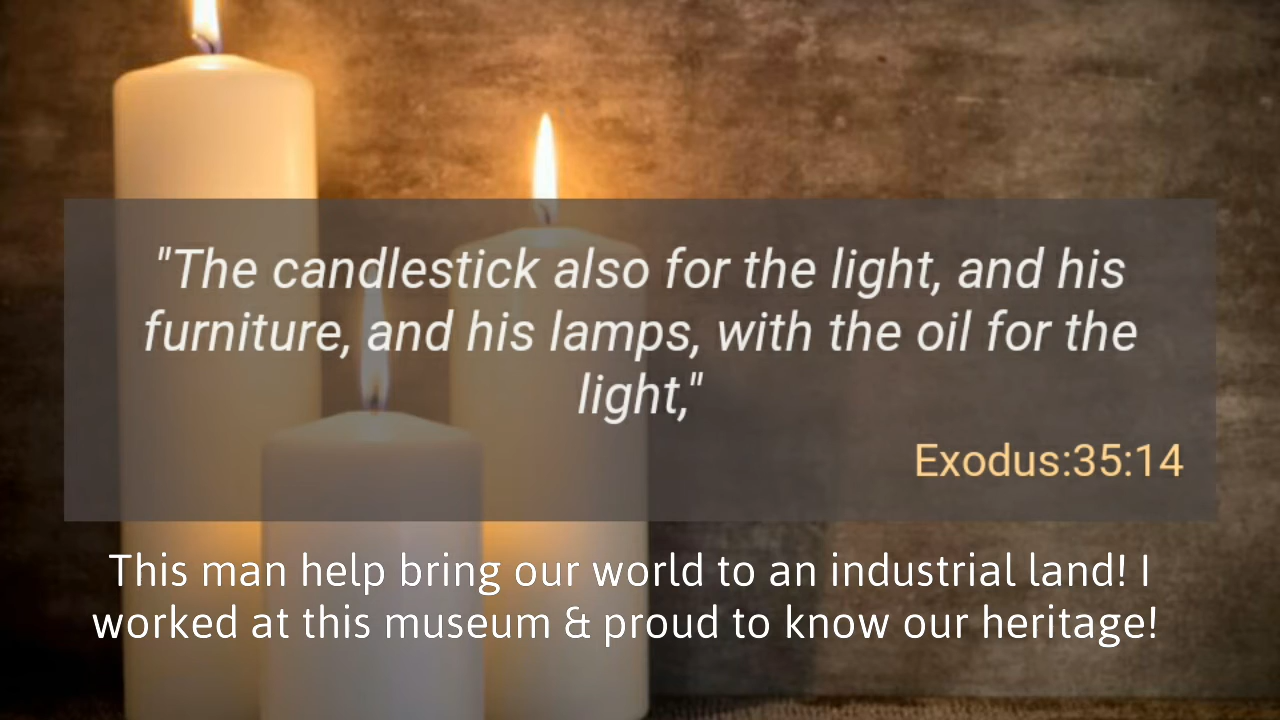 "The candlestick also for the light, and his
furniture, and his lamps, with the oil for the
light,"
Exodus:35:14
This man help bring our world to an industrial land! I
worked at this museum & proud to know our heritage!